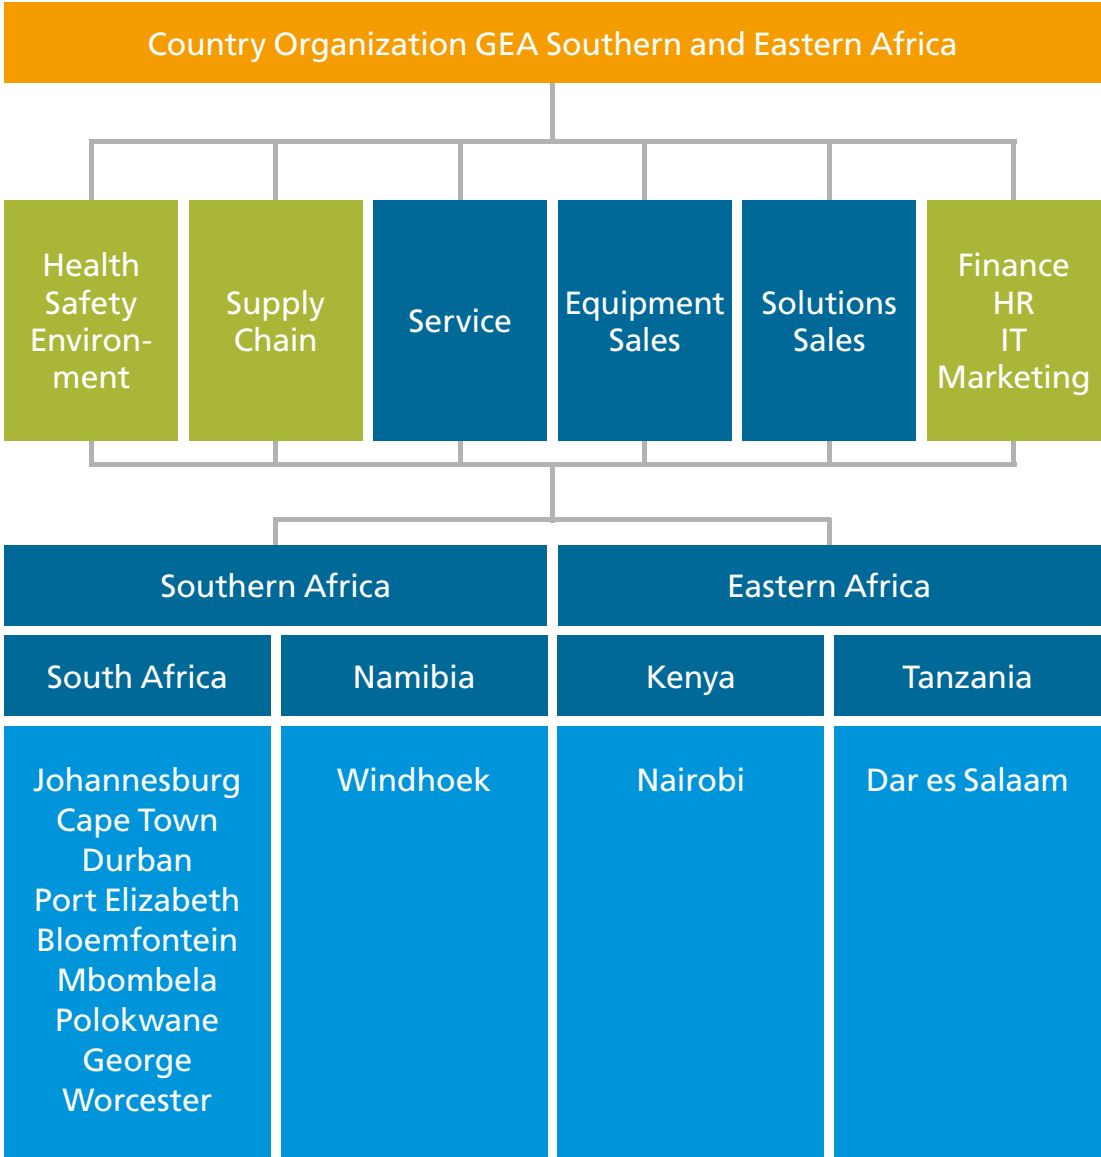 Country Organization GEA Southern and Eastern Africa
Health
Safety
Environ-
ment
Supply
Chain
Service
Equipment
Sales
Solutions
Sales
Finance
HR
IT
Marketing
Southern Africa
Eastern Africa
South Africa
Namibia
Kenya
Tanzania
Johannesburg
Cape Town
Durban
Port Elizabeth
Bloemfontein
Mbombela
Polokwane
George
Worcester
Windhoek
Nairobi
Dar es Salaam